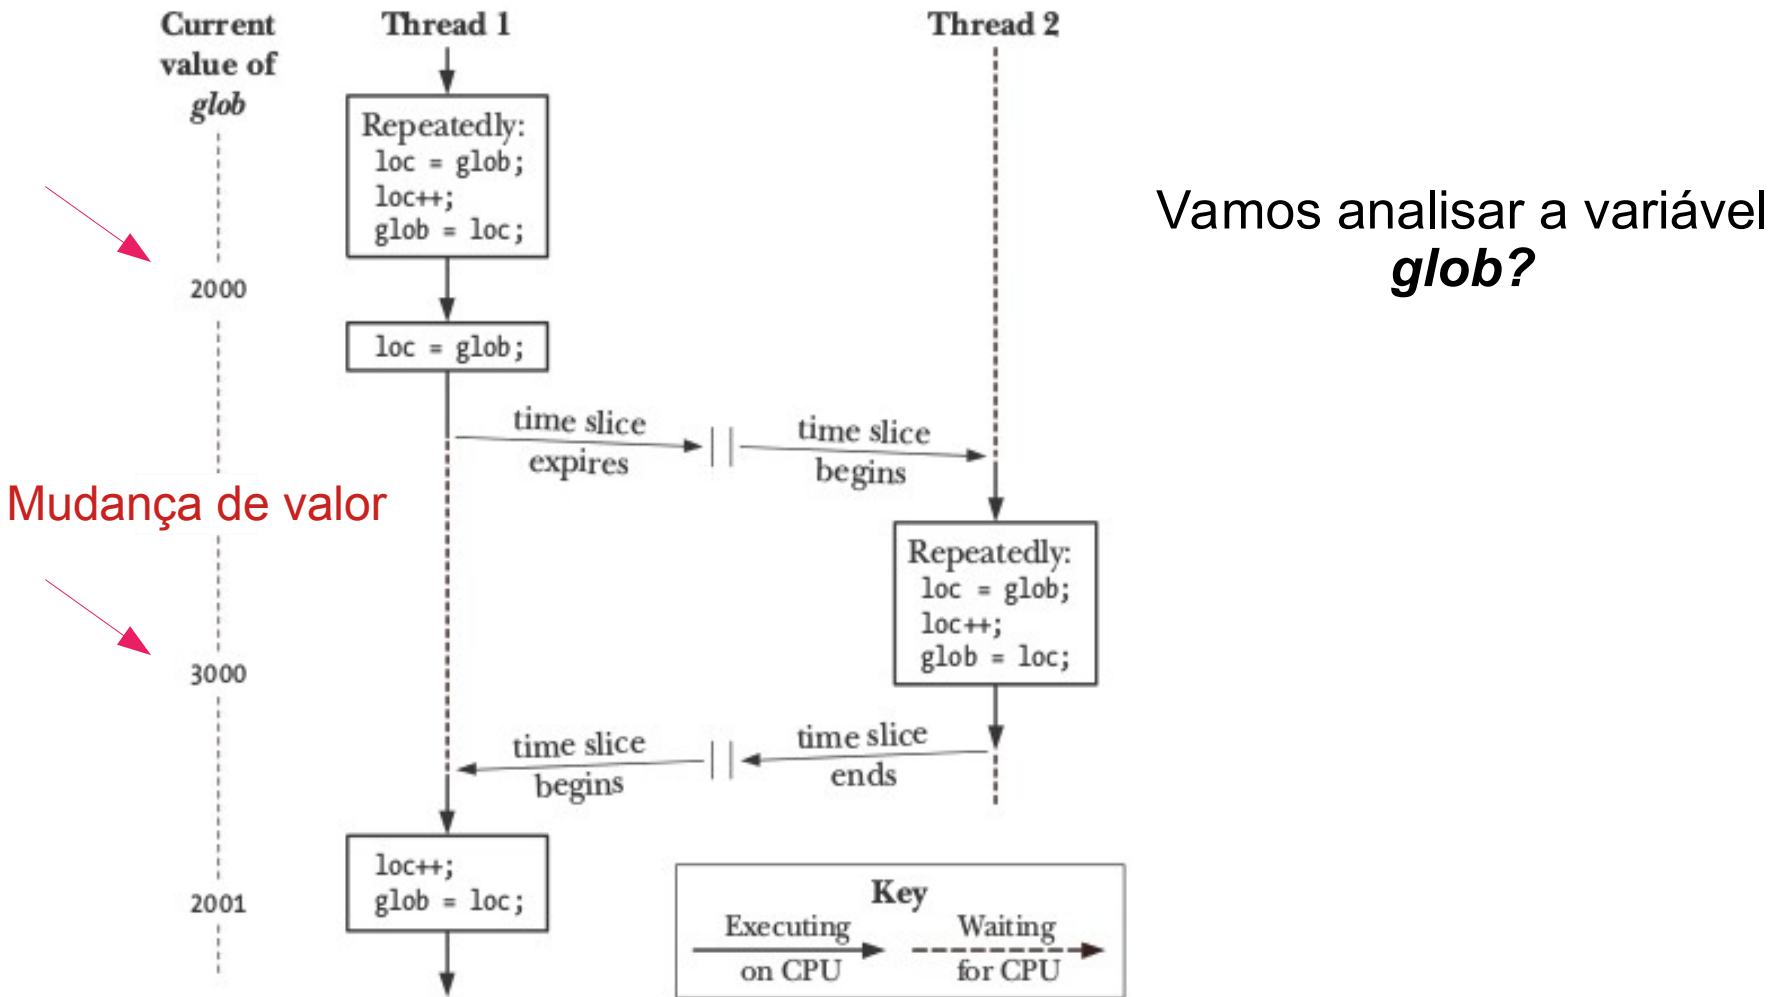 Current
value of
glob
Thread 1
Thread 2
Repeatedly:
loc = glob;
loc++;
glob = loc;
Vamos analisar a variável
glob?
2000
loc = glob;
time slice
expires
time slice
begins
Mudança de valor
Repeatedly:
loc = glob;
loc++;
glob = loc;
3000
time slice
begins
time slice
ends
loc++;
glob = loc;
2001
Key
Executing
on CPU
Waiting
for CPU